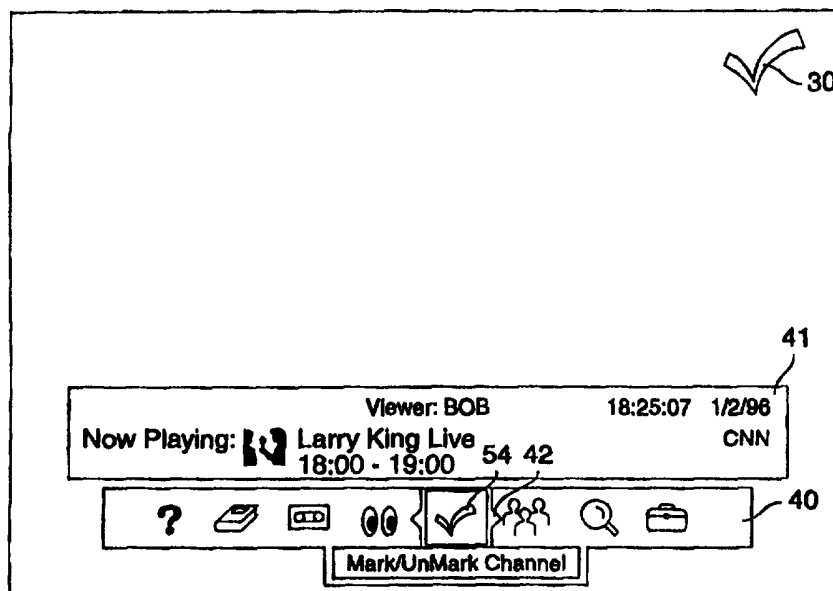 30
41
Viewer: BOB 18:25:07 1/2/96
Now Playing: Larry King Live CNN
18:00 - 19:00
54 42
? 40
Mark/UnMark Channel